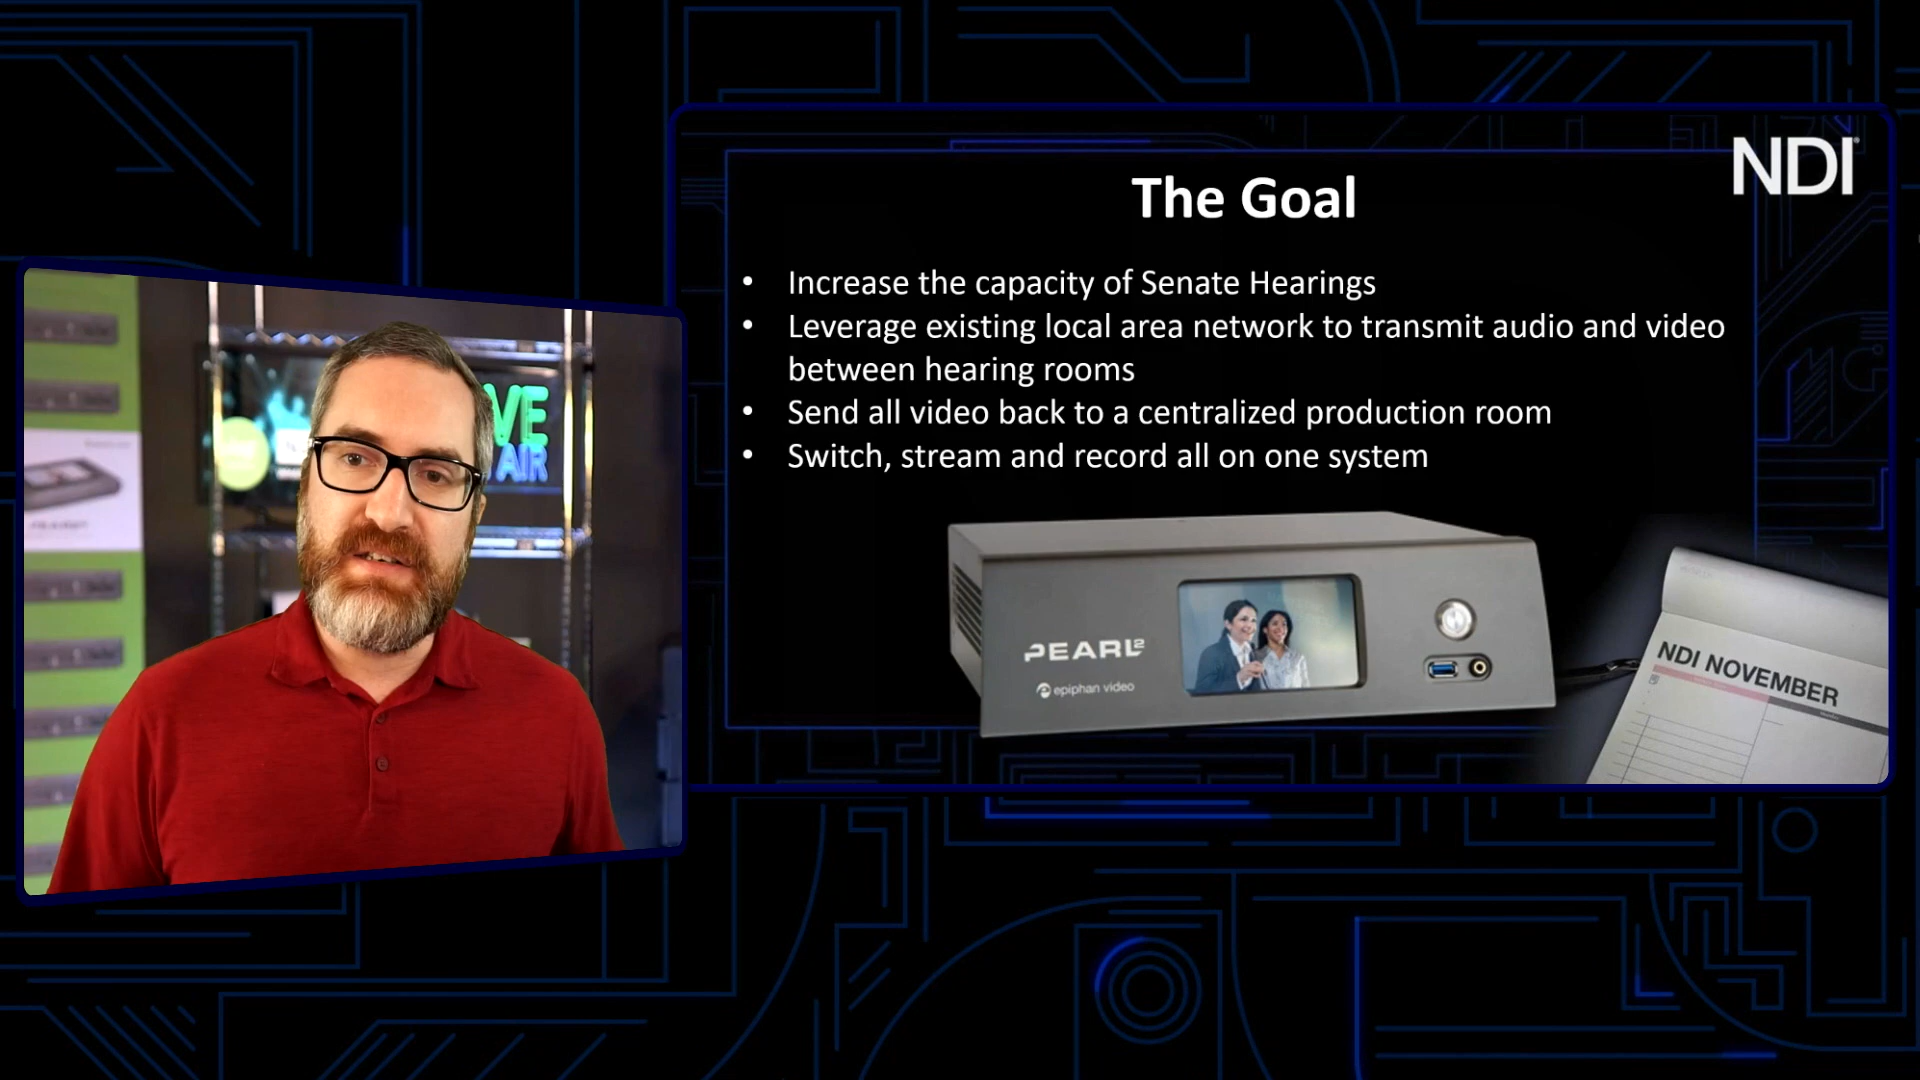 NDI
The Goal
• Increase the capacity of Senate Hearings
• Leverage existing local area network to transmit audio and video
between hearing rooms
• Send all video back to a centralized production room
• Switch, stream and record all on one system
VE
AIR
PEARL2
epiphan video
NDI NOVEMBER